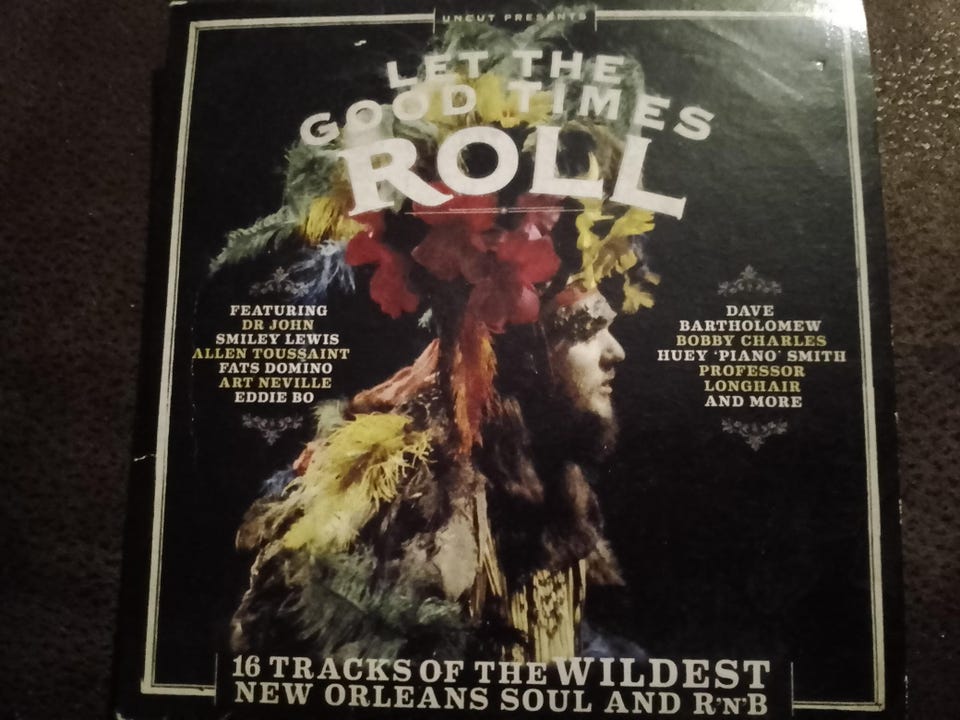 UNCUT PRESENTS
LET THE
GOOD TIMES
ROLL
FEATURING
DR JOHN
SMILEY LEWIS
ALLEN TOUSSAINT
FATS DOMINO
ART NEVILLE
EDDIE BO
DAVE
BARTHOLOMEW
BOBBY CHARLES
HUEY 'PIANO' SMITH
PROFESSOR
LONGHAIR
AND MORE
16 TRACKS OF THE WILDEST
NEW ORLEANS SOUL AND R'N'B